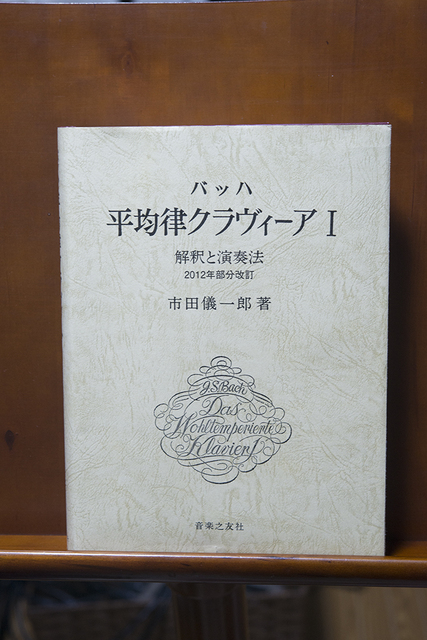 バッハ
平均律クラヴィーアⅠ
解釈と演奏法
2012年部分改訂
市田儀一郎 著
J.S.Bach
Das
Wohltemperierte
Klavier I
音楽之友社